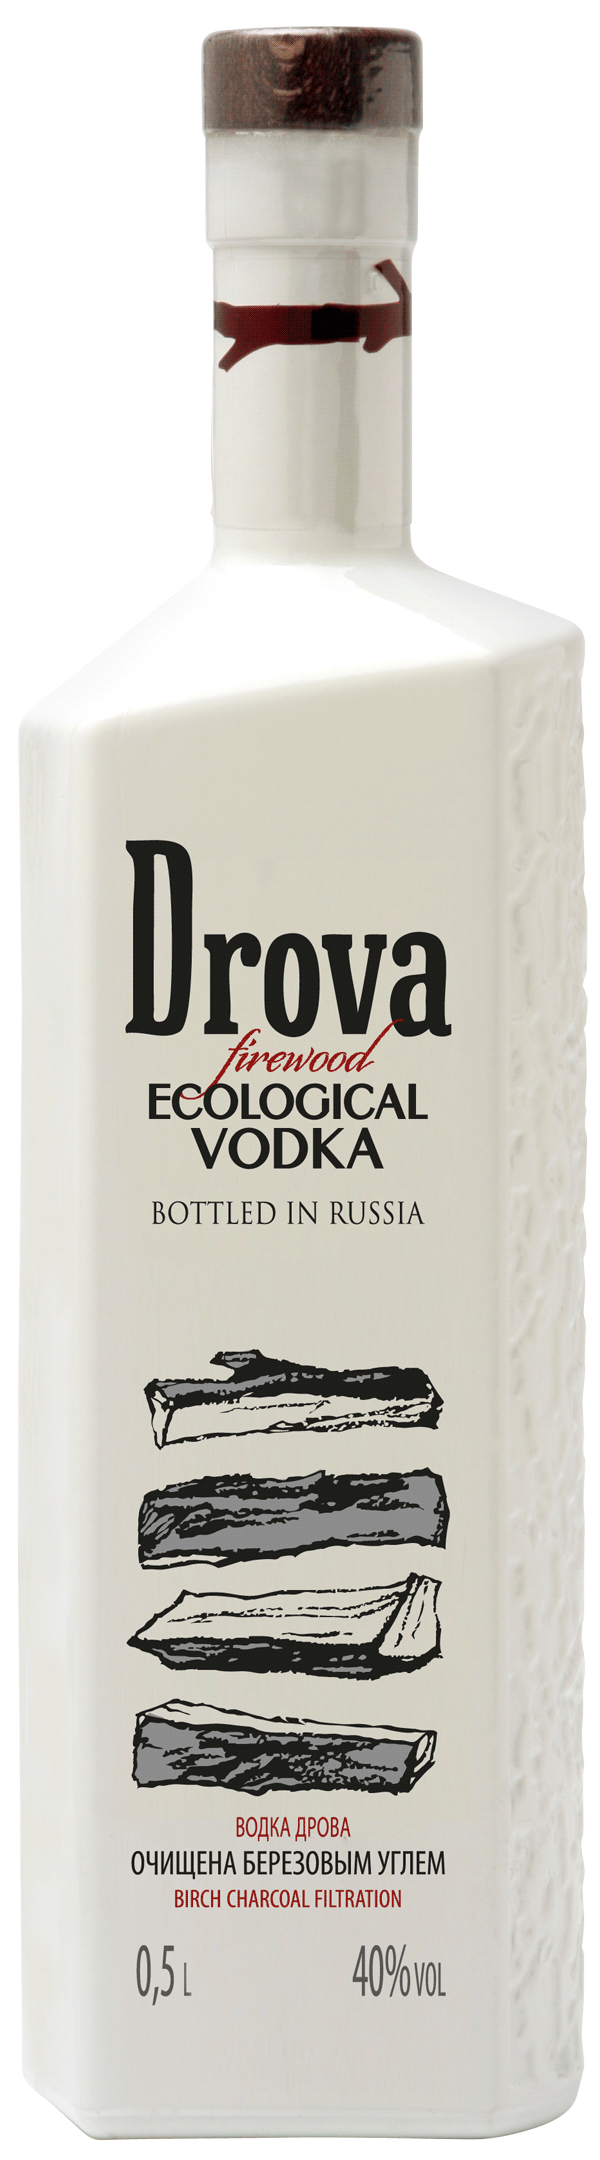 Drova
firewood
ECOLOGICAL
VODKA
BOTTLED IN RUSSIA
ВОДКА ДРОВА
ОЧИЩЕНА БЕРЕЗОВЫМ УГЛЕМ
BIRCH CHARCOAL FILTRATION
0,5 L 40% VOL